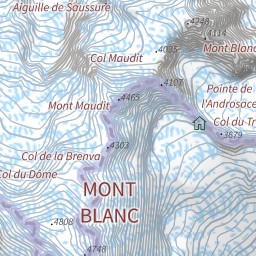 Aiguille de Saussure
4248
4114
4035
Mont Blanc
Col Maudit
4107
Pointe de
l'Androsace
Mont Maudit
4465
Col du Tr
3879
4303
Col de la Brenva
Col du Dôme
MONT
BLANC
4808
4748